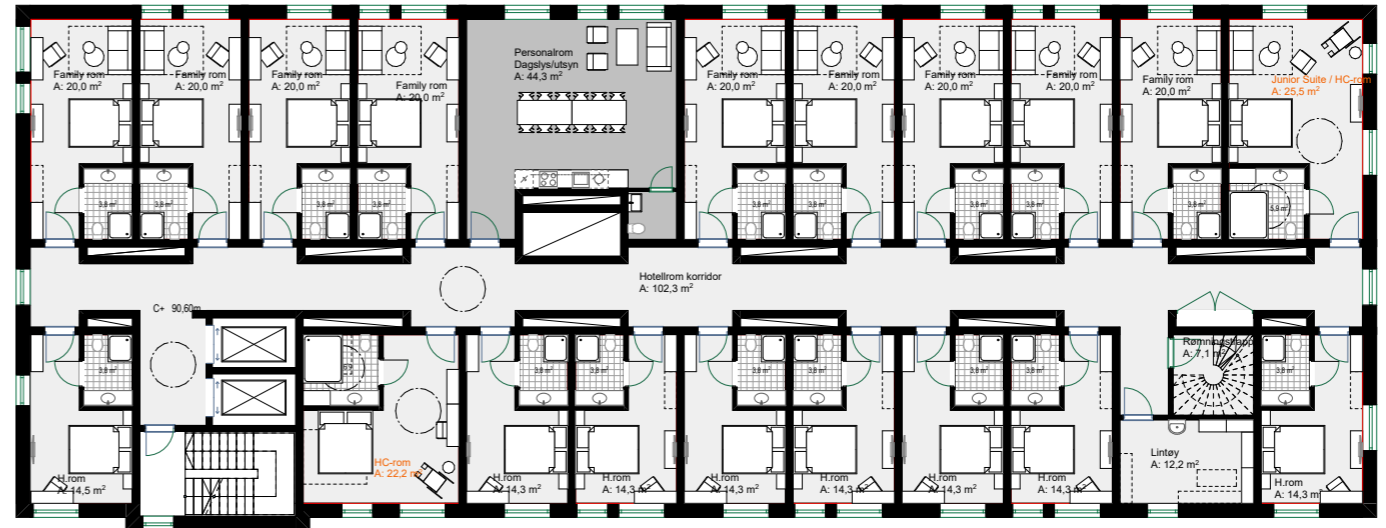 Personalrom
Dagslys/utsyn
A: 44,3 m²
Family rom
A: 20,0 m²
Family rom
A: 20,0 m²
Family rom
A: 20,0 m²
Family rom
A: 20,0 m²
Family rom
A: 20,0 m²
Family rom
A: 20,0 m²
Family rom
A: 20,0 m²
Family rom
A: 20,0 m²
Family rom
A: 20,0 m²
Junior Suite / HC-rom
A: 25,5 m²
3,8 m²
3,8 m²
3,8 m²
3,8 m²
3,8 m²
3,8 m²
3,8 m²
3,8 m²
3,8 m²
5,9 m²
Hotellrom korridor
A: 102,3 m²
C+ 90,60m
Rømningstrapp
A: 7,1 m²
3,8 m²
3,8 m²
3,8 m²
3,8 m²
3,8 m²
3,8 m²
3,8 m²
3,8 m²
Lintøy
A: 12,2 m²
HC-rom
A: 22,2 m²
H.rom
A: 14,5 m²
H.rom
A: 14,3 m²
H.rom
A: 14,3 m²
H.rom
A: 14,3 m²
H.rom
A: 14,3 m²
H.rom
A: 14,3 m²
H.rom
A: 14,3 m²
H.rom
A: 14,3 m²